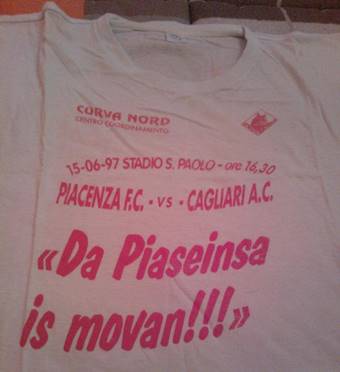 CURVA NORD
CENTRO COORDINAMENTO
15-06-97 STADIO S. PAOLO - ore 16,30
PIACENZA F.C. - vs - CAGLIARI A.C.
«Da Piaseinsa
is movan!!!»